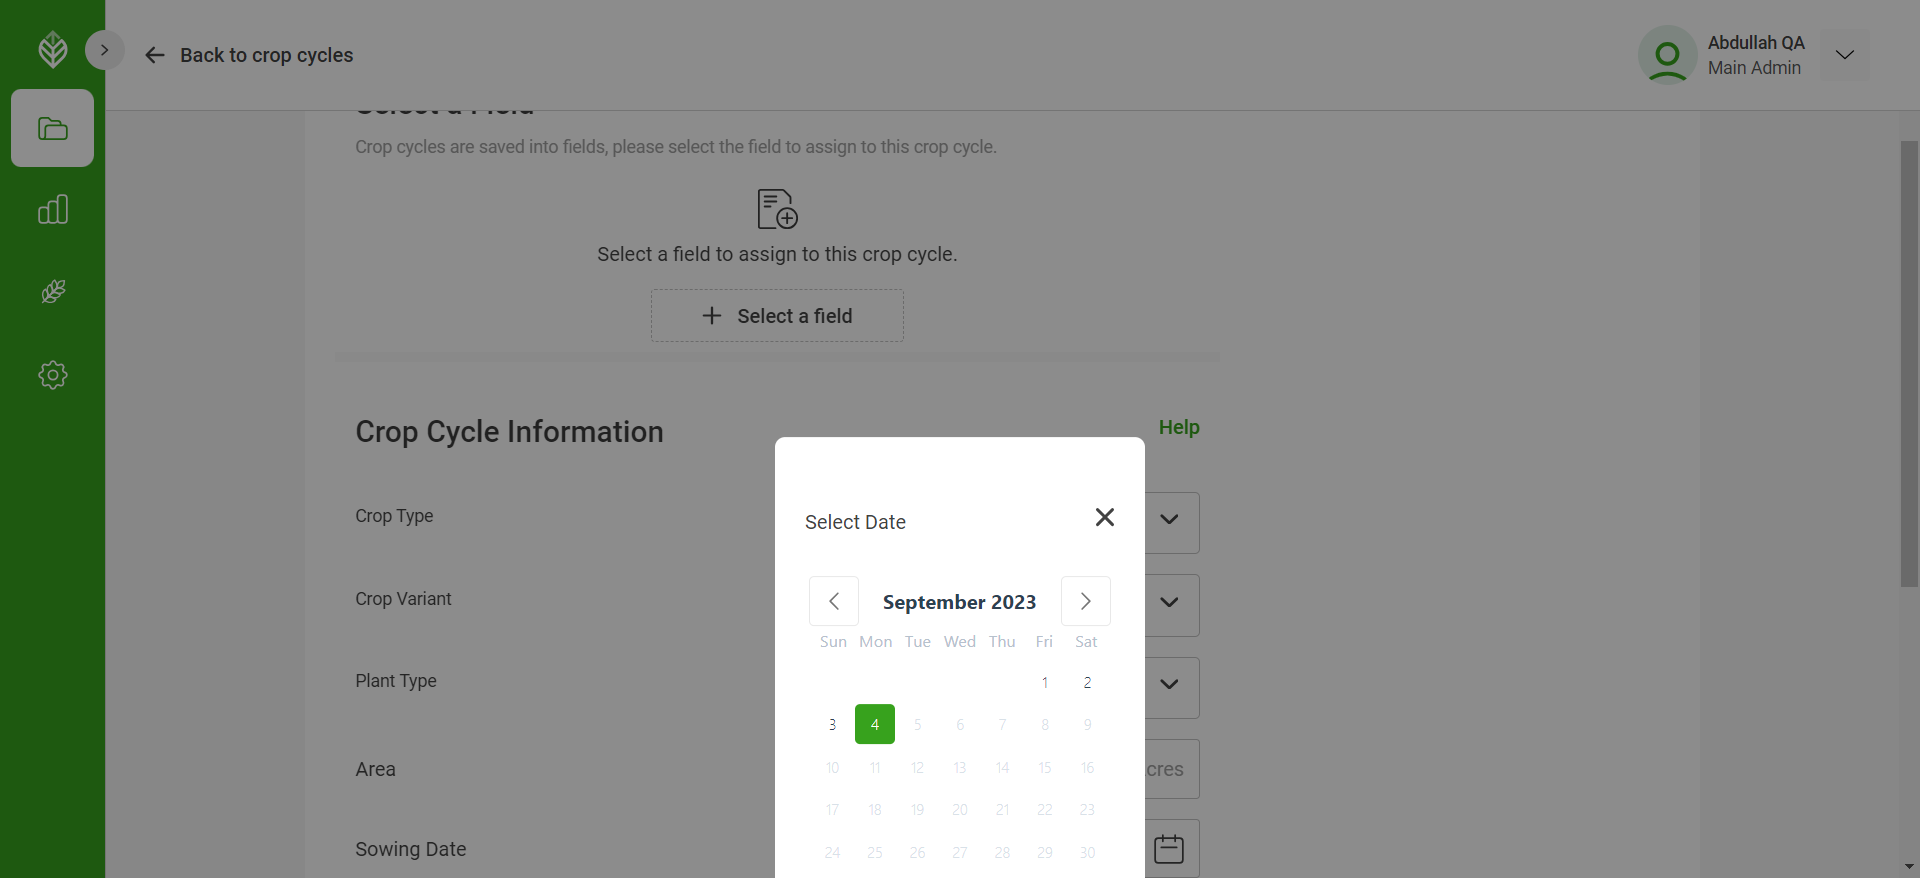 Back to crop cycles
Abdullah QA
Main Admin
Select a Field
Crop cycles are saved into fields, please select the field to assign to this crop cycle.
Select a field to assign to this crop cycle.
Select a field
Crop Cycle Information
Help
Crop Type
Crop Variant
Plant Type
Area
cres
Sowing Date
Select Date
September 2023
Sun Mon Tue Wed Thu Fri Sat
1 2
3 4 5 6 7 8 9
10 11 12 13 14 15 16
17 18 19 20 21 22 23
24 25 26 27 28 29 30